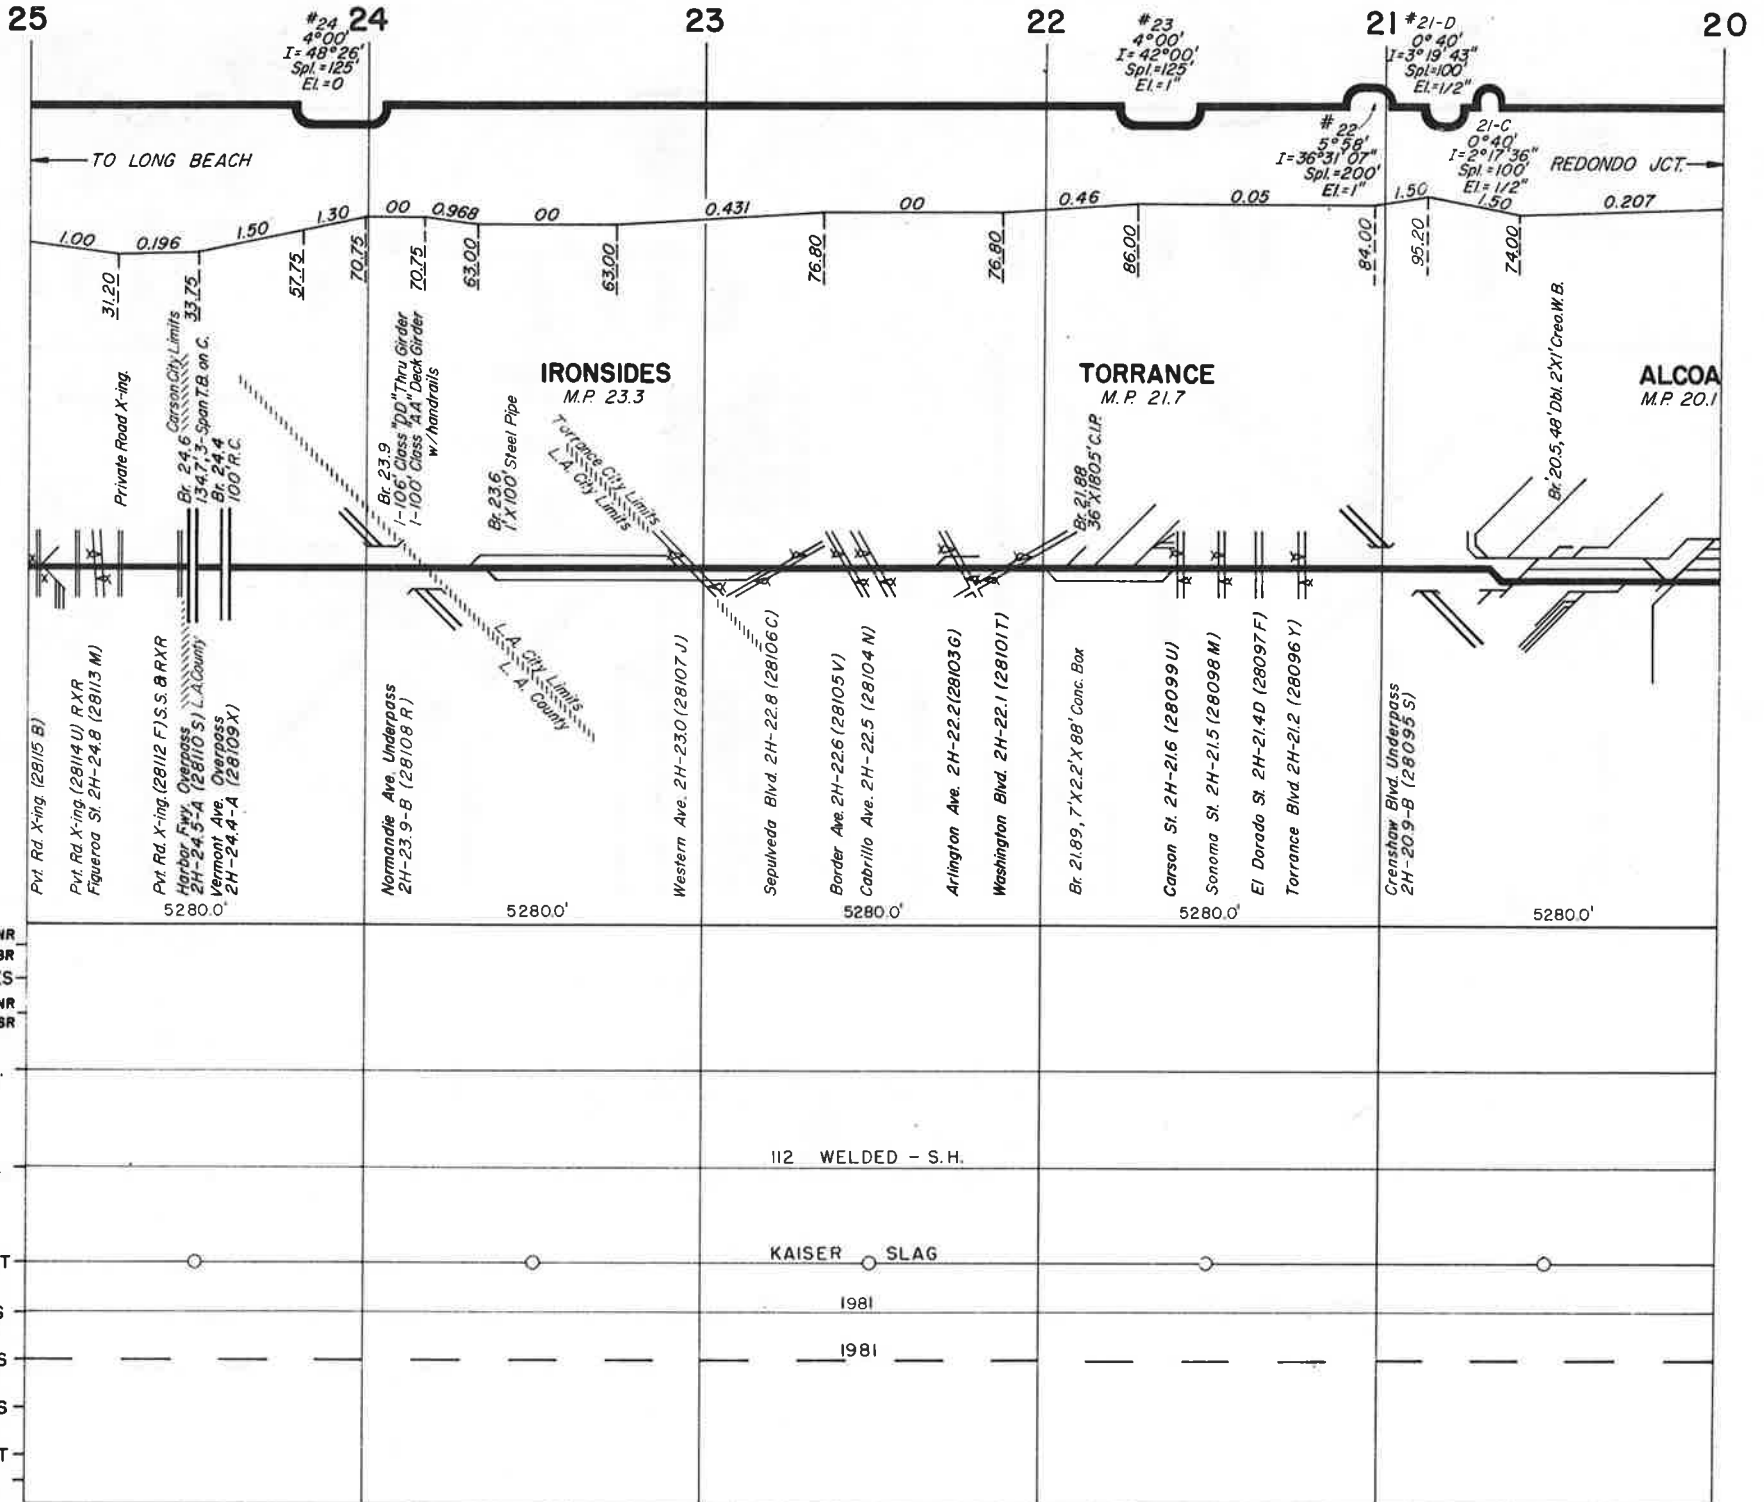 25
24
23
22
21
20
#24
4°00'
I=48°26'
Spl.=125'
El.=0
#23
4°00'
I=42°00'
Spl.=125'
El.=1"
#21-D
0°40'
I=3°19'43"
Spl.=100'
El.=1/2"
#22
5°58'
I=36°31'07"
Spl.=200'
El.=1"
21-C
0°40'
I=2°17'36"
Spl.=100'
El.=1/2"
TO LONG BEACH
REDONDO JCT.
1.00
0.196
1.50
1.30
00
0.968
00
0.431
00
0.46
0.05
1.50
1.50
0.207
31.20
33.75
57.75
70.75
70.75
63.00
63.00
76.80
76.80
86.00
84.00
95.20
74.00
IRONSIDES
M.P. 23.3
TORRANCE
M.P. 21.7
ALCOA
M.P. 20.1
Private Road X-ing.
Carson City Limits
Br. 24.6
134.7', 3-Span T.B. on C.
Br. 24.4
100' R.C.
Br. 23.9
1-106' Class "DD" Thru Girder
1-100' Class "AA" Deck Girder
w/handrails
Br. 23.6
1' X 100' Steel Pipe
Torrance City Limits
L.A. City Limits
Br. 21.88
36" X 180.5' C.I.P.
Br. 20.5, 48' Dbl. 2'X1' Creo. W.B.
L.A. City Limits
L. A. County
Pvt. Rd. X-ing. (28115 B)
Pvt. Rd. X-ing. (28114 U) RXR
Figueroa St. 2H-24.8 (28113 M)
Pvt. Rd. X-ing. (28112 F) S.S. & RXR
Harbor Fwy. Overpass
2H-24.5-A (28110 S) L.A. County
Vermont Ave. Overpass
2H-24.4-A (28109X)
Normandie Ave. Underpass
2H-23.9-B (28108 R)
Western Ave. 2H-23.0 (28107 J)
Sepulveda Blvd. 2H-22.8 (28106 C)
Border Ave. 2H-22.6 (28105 V)
Cabrillo Ave. 2H-22.5 (28104 N)
Arlington Ave. 2H-22.2 (28103 G)
Washington Blvd. 2H-22.1 (28101 T)
Br. 21.89, 7'X2.2'X88' Conc. Box
Carson St. 2H-21.6 (28099 U)
Sonoma St. 2H-21.5 (28098 M)
El Dorado St. 2H-21.4D (28097 F)
Torrance Blvd. 2H-21.2 (28096 Y)
Crenshaw Blvd. Underpass
2H-20.9-B (28095 S)
5280.0'
5280.0'
5280.0'
5280.0'
5280.0'
NR
BR
S
NR
BR
112 WELDED - S.H.
KAISER SLAG
T
1981
S
1981
S
S
T